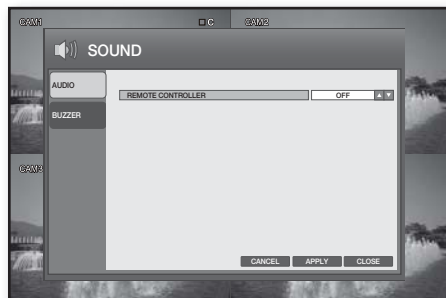 CAM1
C
CAM2
SOUND
AUDIO
REMOTE CONTROLLER
OFF
BUZZER
CAM3
CANCEL
APPLY
CLOSE